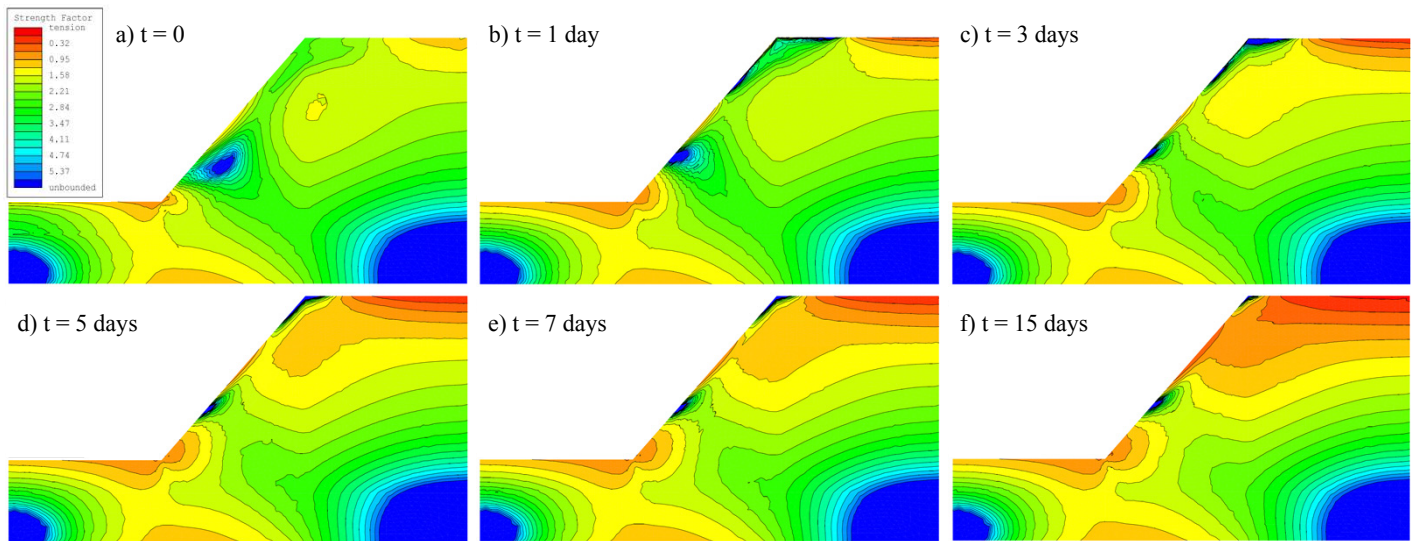 Strength Factor
tension
0.32
0.95
1.58
2.21
2.84
3.47
4.11
4.74
5.37
unbounded
a) t = 0
b) t = 1 day
c) t = 3 days
d) t = 5 days
e) t = 7 days
f) t = 15 days